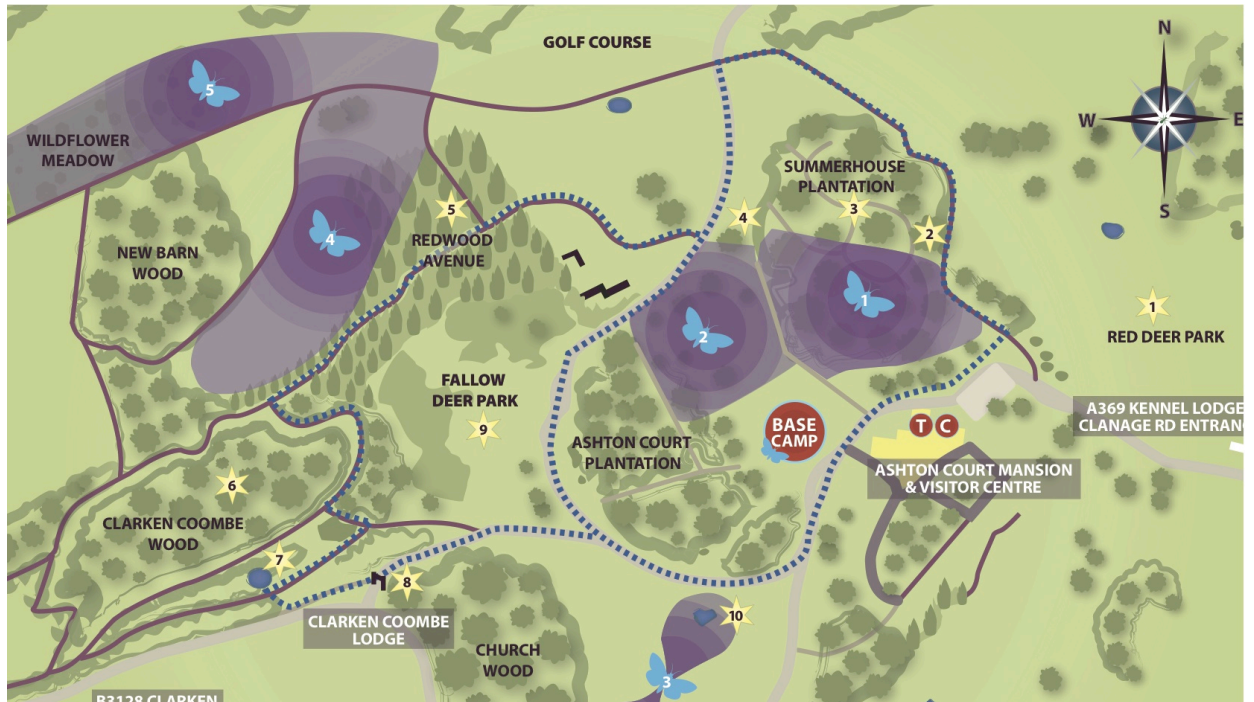 GOLF COURSE
N
W
E
S
5
WILDFLOWER
MEADOW
SUMMERHOUSE
PLANTATION
4
3
2
5
REDWOOD
AVENUE
4
NEW BARN
WOOD
1
2
1
RED DEER PARK
FALLOW
DEER PARK
9
BASE
CAMP
T C
A369 KENNEL LODGE
CLANAGE RD
ASHTON COURT
PLANTATION
ASHTON COURT MANSION
& VISITOR CENTRE
6
CLARKEN COOMBE
WOOD
7
8
CLARKEN COOMBE
LODGE
10
CHURCH
WOOD
3
B3128 CLARKEN